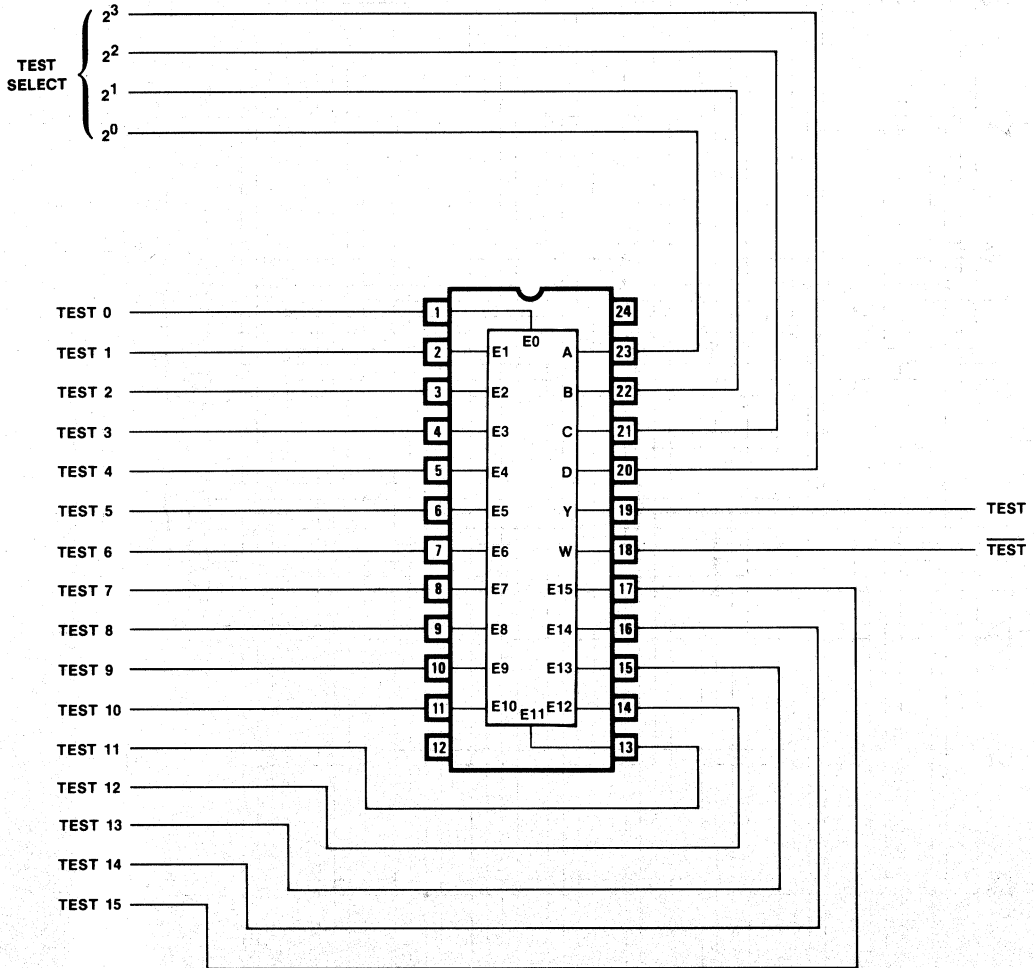 2³
2²
TEST
SELECT
2¹
2⁰
TEST 0 1 24
E0
TEST 1 2 E1 A 23
TEST 2 3 E2 B 22
TEST 3 4 E3 C 21
TEST 4 5 E4 D 20
TEST 5 6 E5 Y 19 TEST
TEST 6 7 E6 W 18 T̅E̅S̅T̅
TEST 7 8 E7 E15 17
TEST 8 9 E8 E14 16
TEST 9 10 E9 E13 15
TEST 10 11 E10 E11 E12 14
TEST 11 12 13
TEST 12
TEST 13
TEST 14
TEST 15